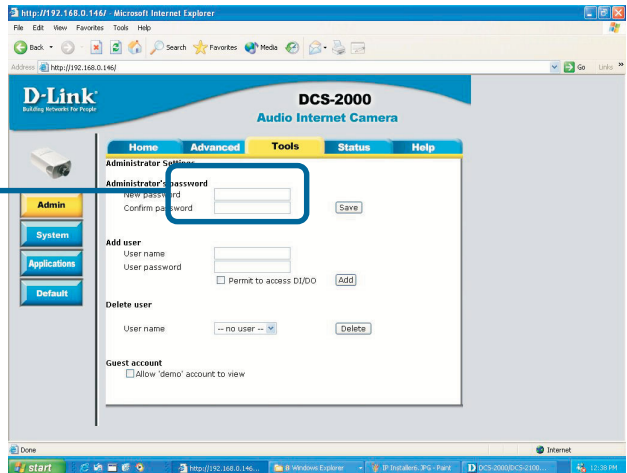 http://192.168.0.146/ - Microsoft Internet Explorer
File Edit View Favorites Tools Help
Back Search Favorites Media
Address http://192.168.0.146/ Go Links »
D-Link
Building Networks for People
DCS-2000
Audio Internet Camera
Home Advanced Tools Status Help
Administrator Settings
Administrator's password
New password
Confirm password Save
Admin
System
Applications
Default
Add user
User name
User password
Permit to access DI/DO Add
Delete user
User name -- no user -- Delete
Guest account
Allow 'demo' account to view
Done Internet
start http://192.168.0.146... 8 Windows Explorer IP Installer6.JPG - Paint DCS-2000/DCS-2100... 12:38 PM